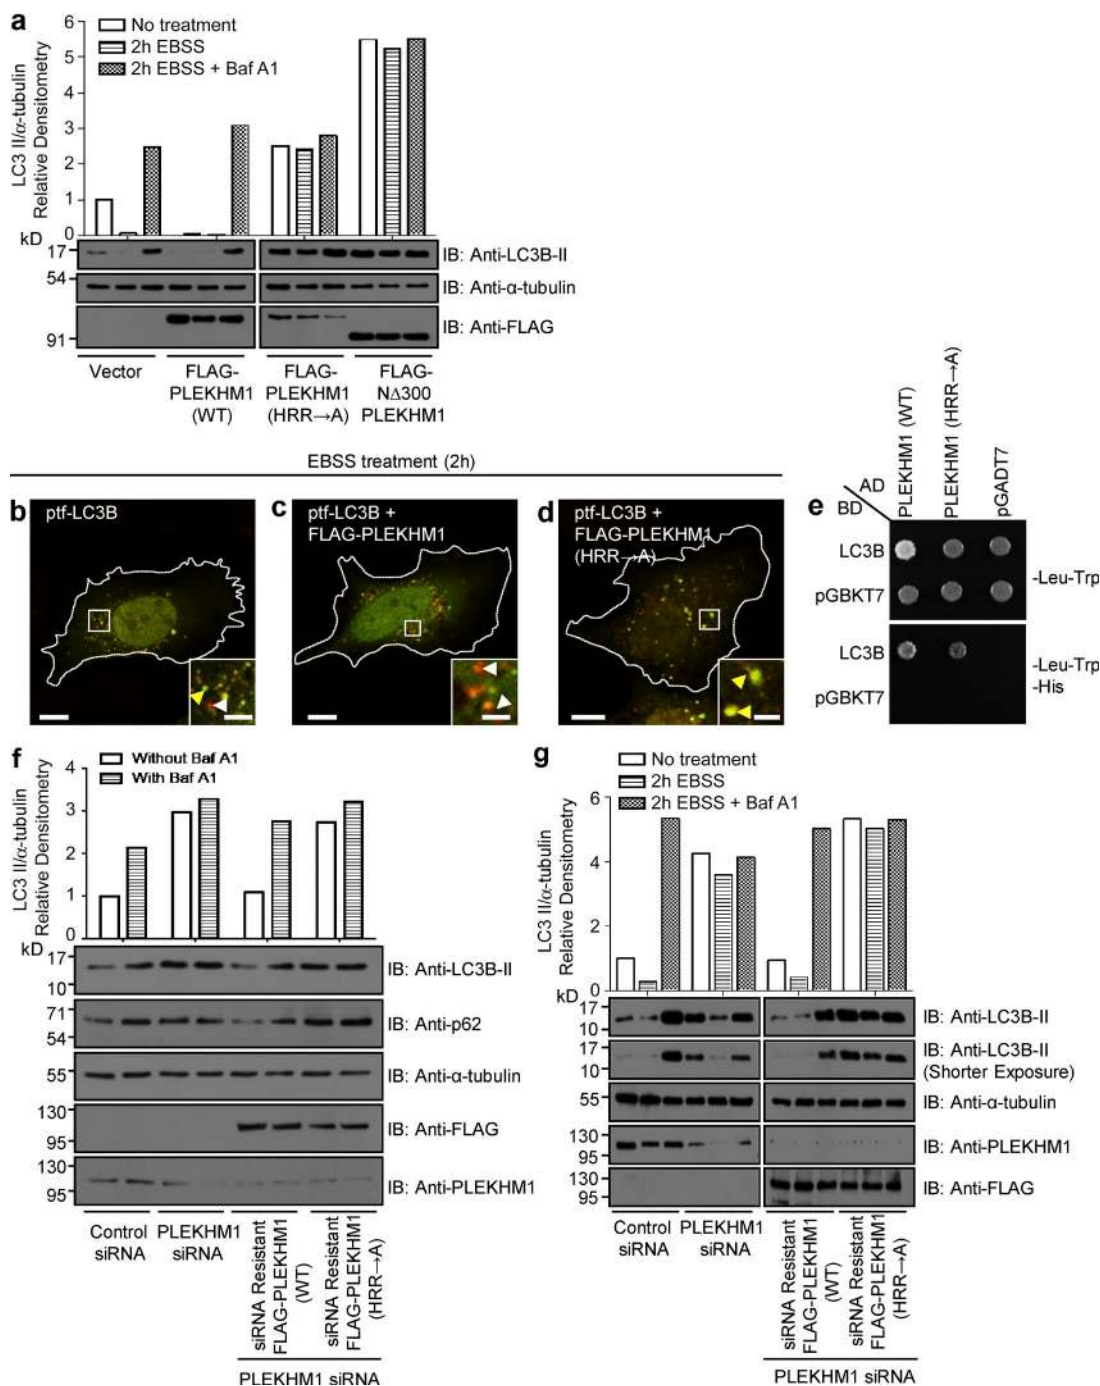 a
6
5
4
3
2
1
0
LC3 II/α-tubulin
Relative Densitometry
No treatment
2h EBSS
2h EBSS + Baf A1
kD
17
54
91
IB: Anti-LC3B-II
IB: Anti-α-tubulin
IB: Anti-FLAG
Vector
FLAG-
PLEKHM1
(WT)
FLAG-
PLEKHM1
(HRR→A)
FLAG-
NΔ300
PLEKHM1
EBSS treatment (2h)
b
ptf-LC3B
c
ptf-LC3B +
FLAG-PLEKHM1
d
ptf-LC3B +
FLAG-PLEKHM1
(HRR→A)
e
AD
BD
PLEKHM1 (WT)
PLEKHM1 (HRR→A)
pGADT7
LC3B
pGBKT7
-Leu-Trp
LC3B
pGBKT7
-Leu-Trp
-His
f
Without Baf A1
With Baf A1
4
3
2
1
0
LC3 II/α-tubulin
Relative Densitometry
kD
17
10
IB: Anti-LC3B-II
71
54
IB: Anti-p62
55
IB: Anti-α-tubulin
130
95
IB: Anti-FLAG
130
95
IB: Anti-PLEKHM1
Control
siRNA
PLEKHM1
siRNA
siRNA Resistant
FLAG-PLEKHM1
(WT)
siRNA Resistant
FLAG-PLEKHM1
(HRR→A)
PLEKHM1 siRNA
g
No treatment
2h EBSS
2h EBSS + Baf A1
6
4
2
0
LC3 II/α-tubulin
Relative Densitometry
kD
17
10
IB: Anti-LC3B-II
17
10
IB: Anti-LC3B-II
(Shorter Exposure)
55
IB: Anti-α-tubulin
130
95
IB: Anti-PLEKHM1
130
95
IB: Anti-FLAG
Control
siRNA
PLEKHM1
siRNA
siRNA Resistant
FLAG-PLEKHM1
(WT)
siRNA Resistant
FLAG-PLEKHM1
(HRR→A)
PLEKHM1 siRNA